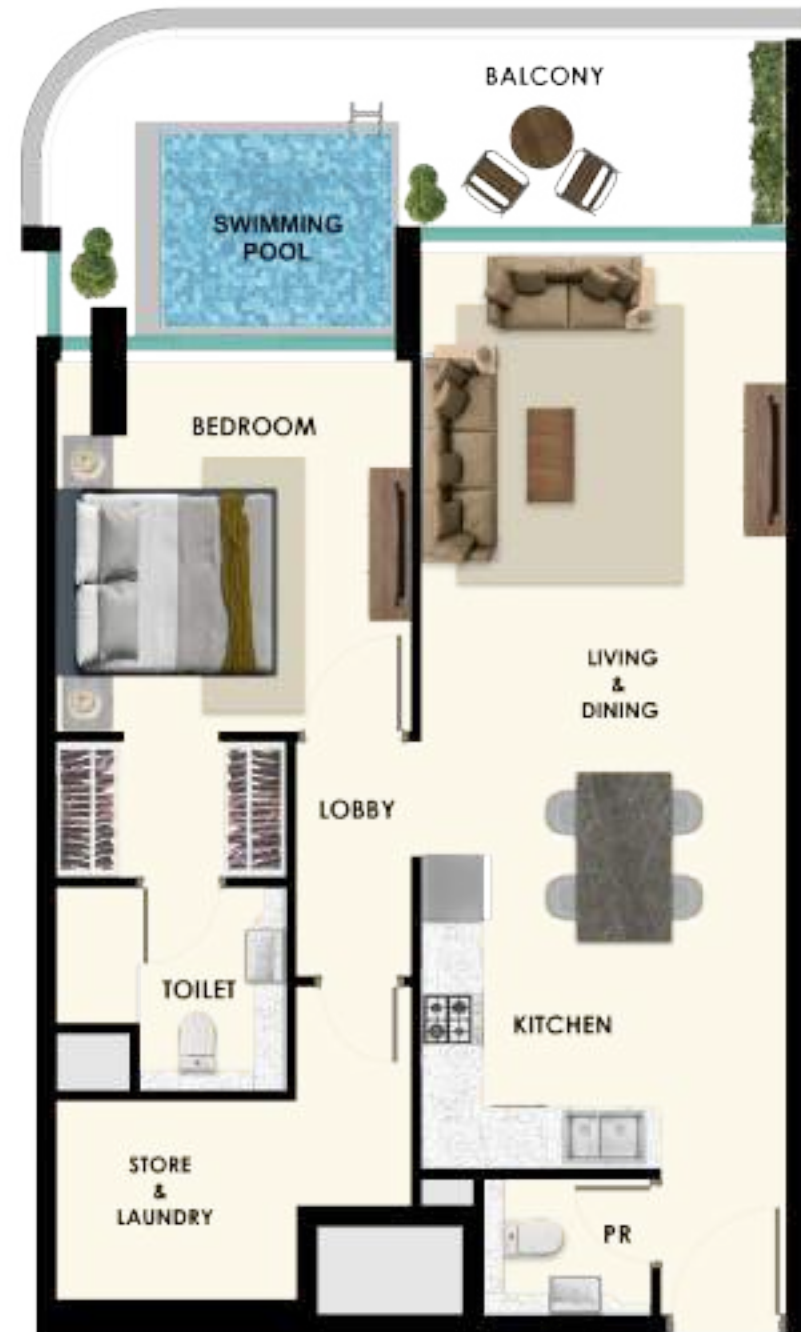 BALCONY
SWIMMING
POOL
BEDROOM
LIVING
&
DINING
LOBBY
TOILET
KITCHEN
STORE
&
LAUNDRY
PR